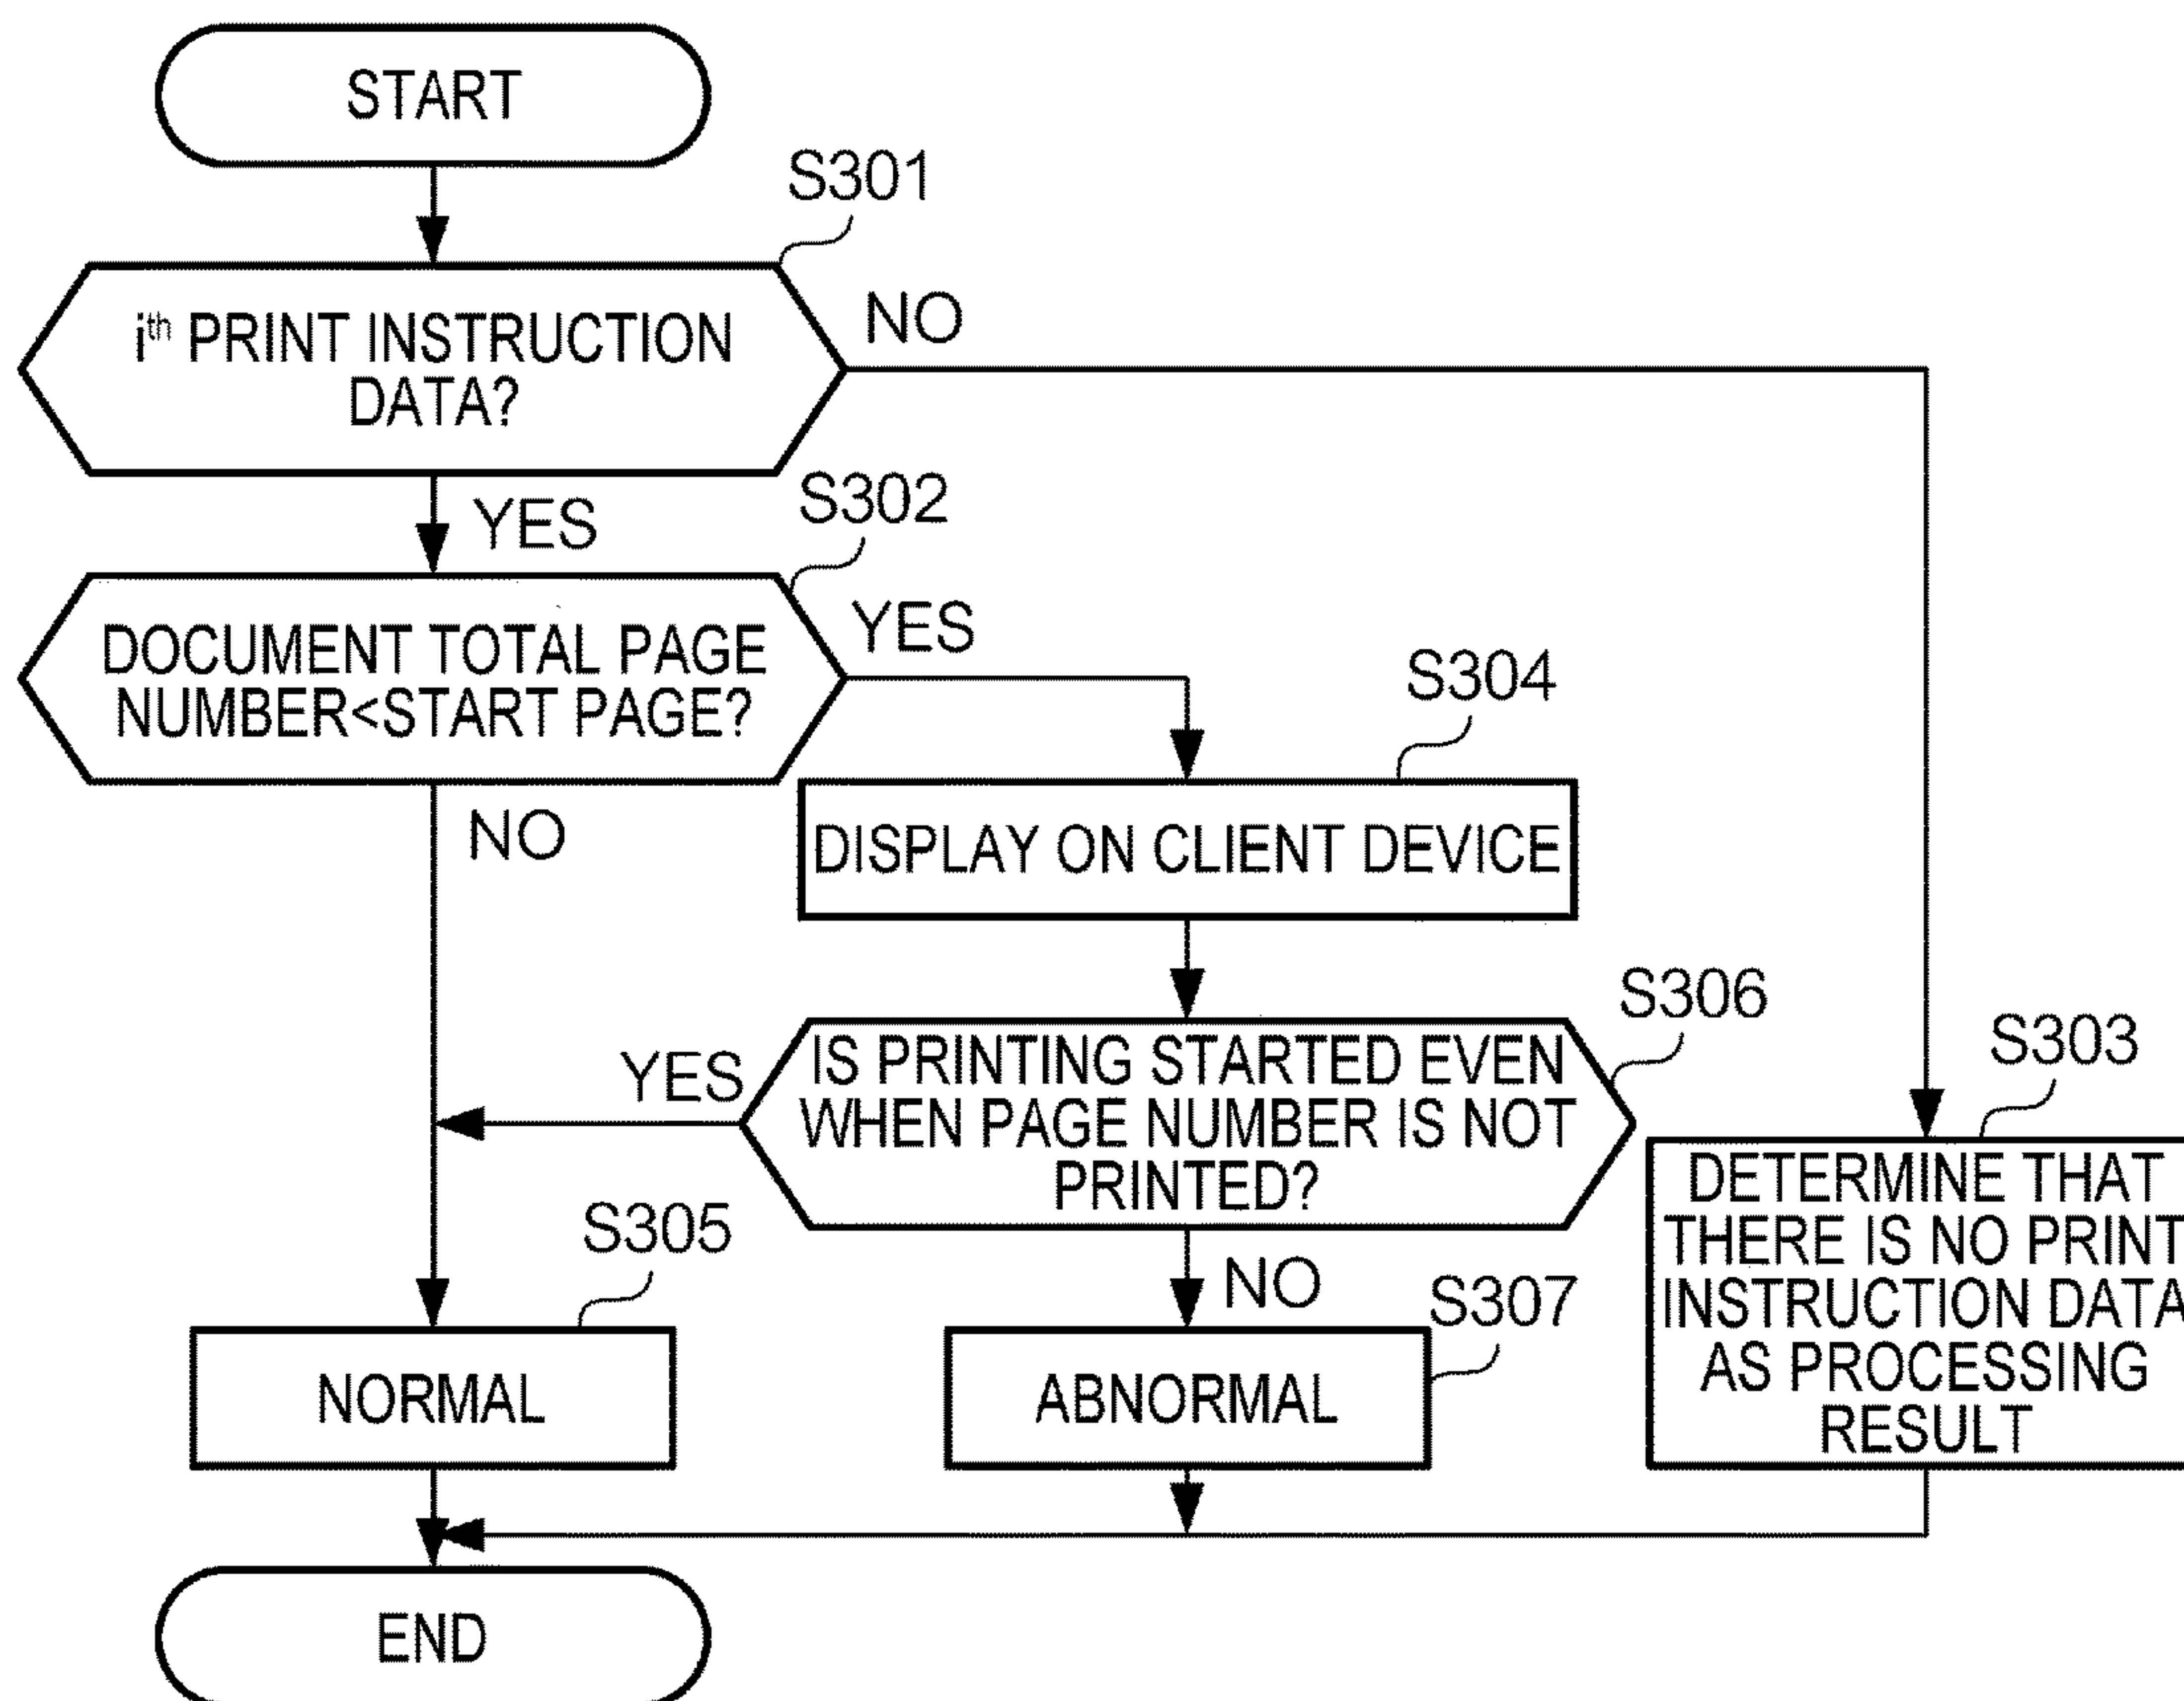 START
S301
i^th PRINT INSTRUCTION
DATA?
NO
YES
S302
DOCUMENT TOTAL PAGE
NUMBER<START PAGE?
YES
NO
S304
DISPLAY ON CLIENT DEVICE
S306
IS PRINTING STARTED EVEN
WHEN PAGE NUMBER IS NOT
PRINTED?
YES
NO
S303
DETERMINE THAT
THERE IS NO PRINT
INSTRUCTION DATA
AS PROCESSING
RESULT
S305
NORMAL
S307
ABNORMAL
END